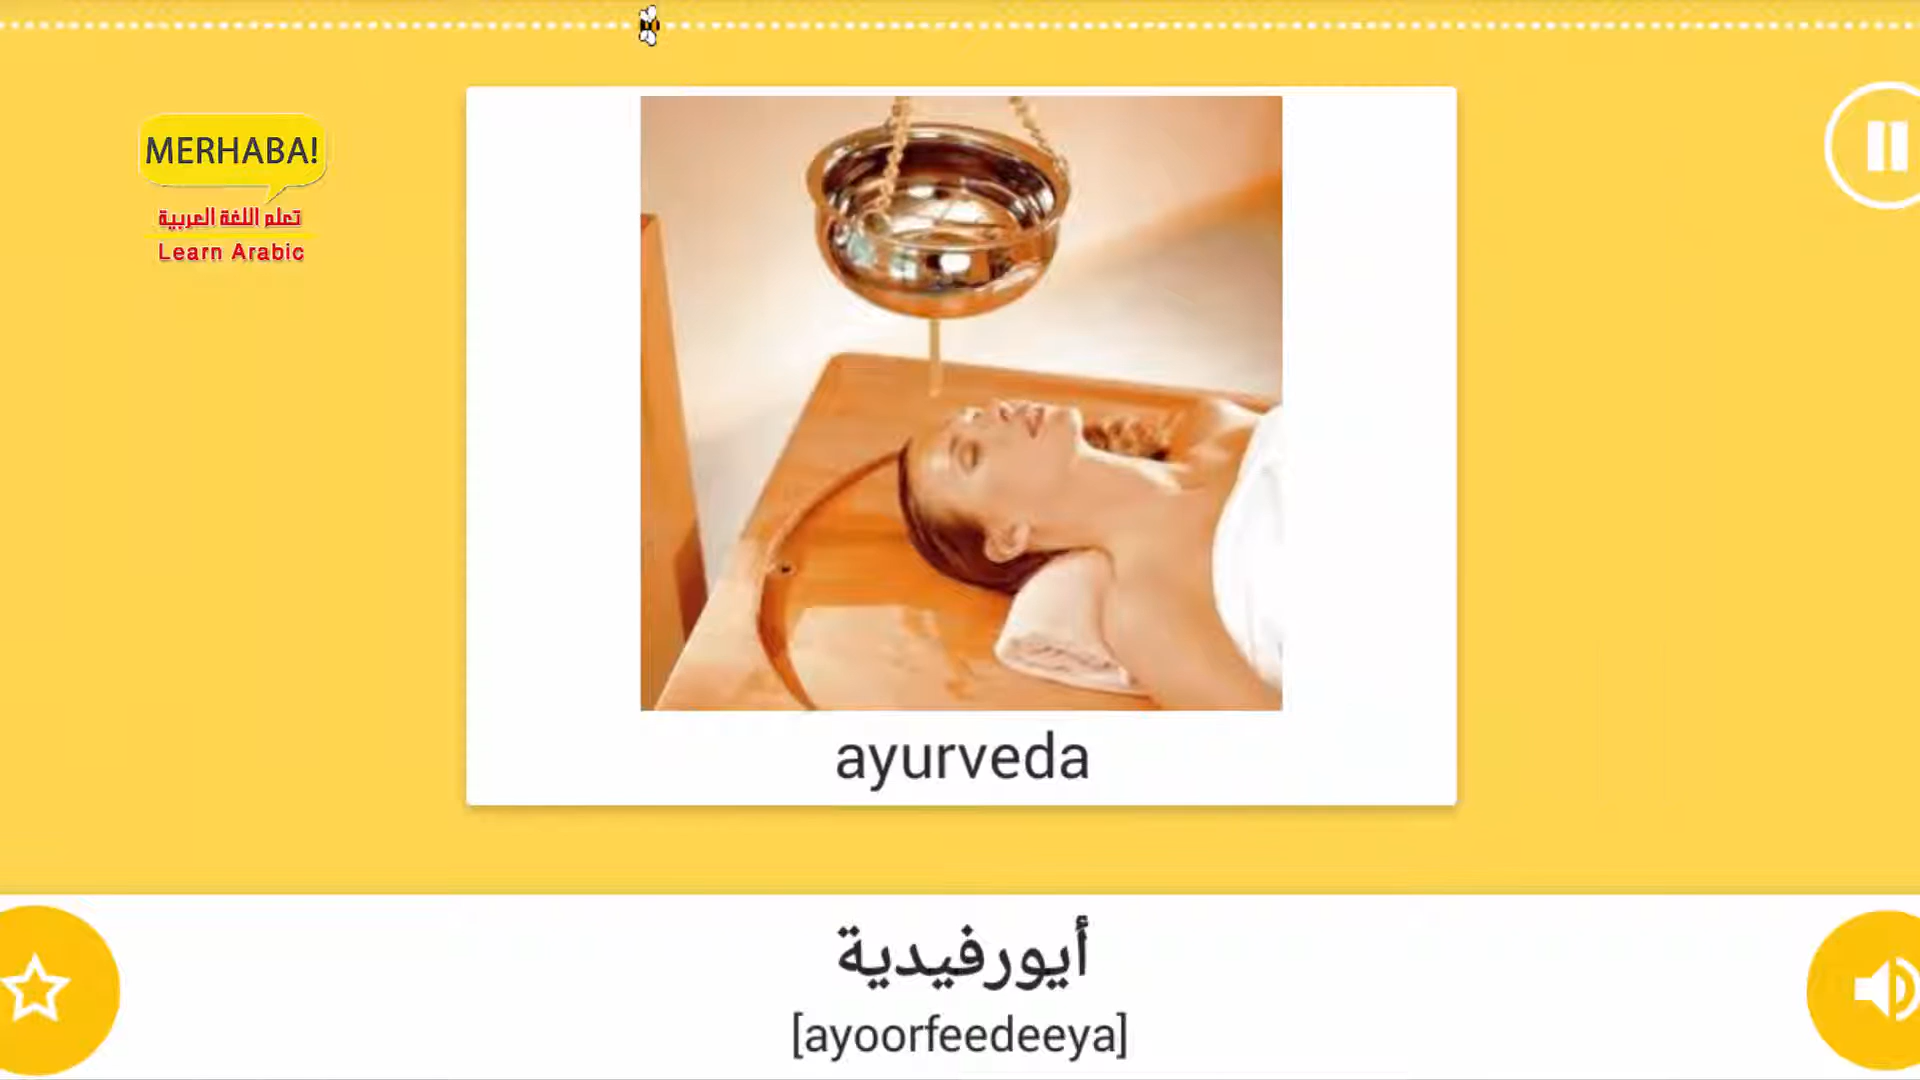 MERHABA!
تعلم اللغة العربية
Learn Arabic
ayurveda
أيورفيدية
[ayoorfeedeeya]